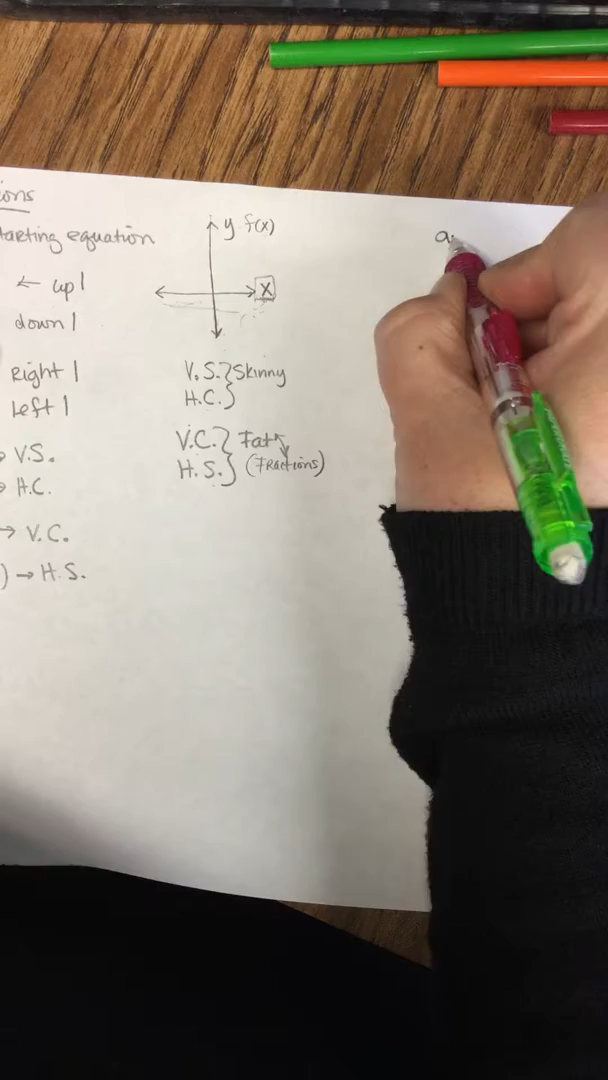 ions
tarting equation
← up 1
down 1
Right 1
Left 1
→ V.S.
→ H.C.
→ V.C.
) → H.S.
y f(x)
x
V.S. } Skinny
H.C.
V.C. } Fat
H.S. (Fractions)
a